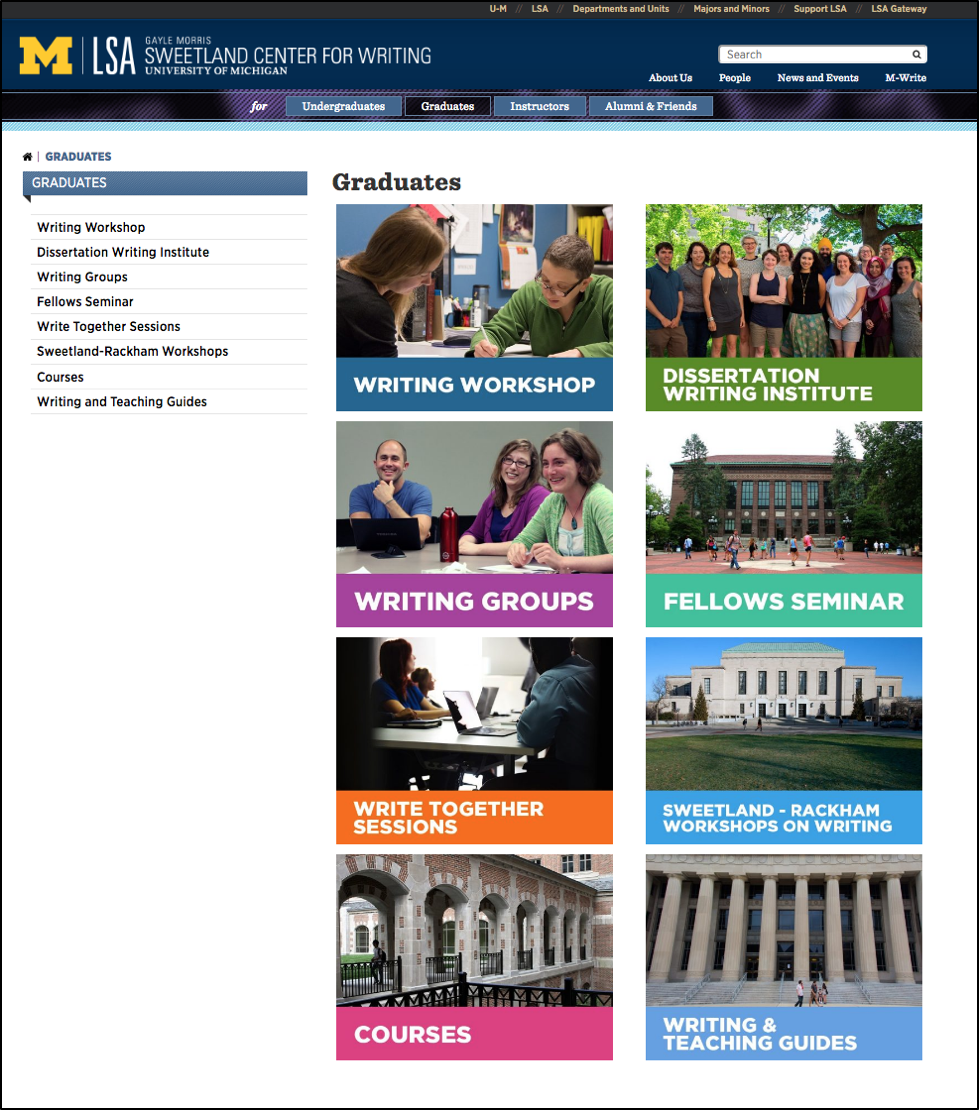 U-M // LSA // Departments and Units // Majors and Minors // Support LSA // LSA Gateway
M LSA GAYLE MORRIS
SWEETLAND CENTER FOR WRITING
UNIVERSITY OF MICHIGAN
Search
About Us People News and Events M-Write
for Undergraduates Graduates Instructors Alumni & Friends
| GRADUATES
GRADUATES
Writing Workshop
Dissertation Writing Institute
Writing Groups
Fellows Seminar
Write Together Sessions
Sweetland-Rackham Workshops
Courses
Writing and Teaching Guides
Graduates
WRITING WORKSHOP
DISSERTATION
WRITING INSTITUTE
WRITING GROUPS
FELLOWS SEMINAR
WRITE TOGETHER
SESSIONS
SWEETLAND - RACKHAM
WORKSHOPS ON WRITING
COURSES
WRITING &
TEACHING GUIDES